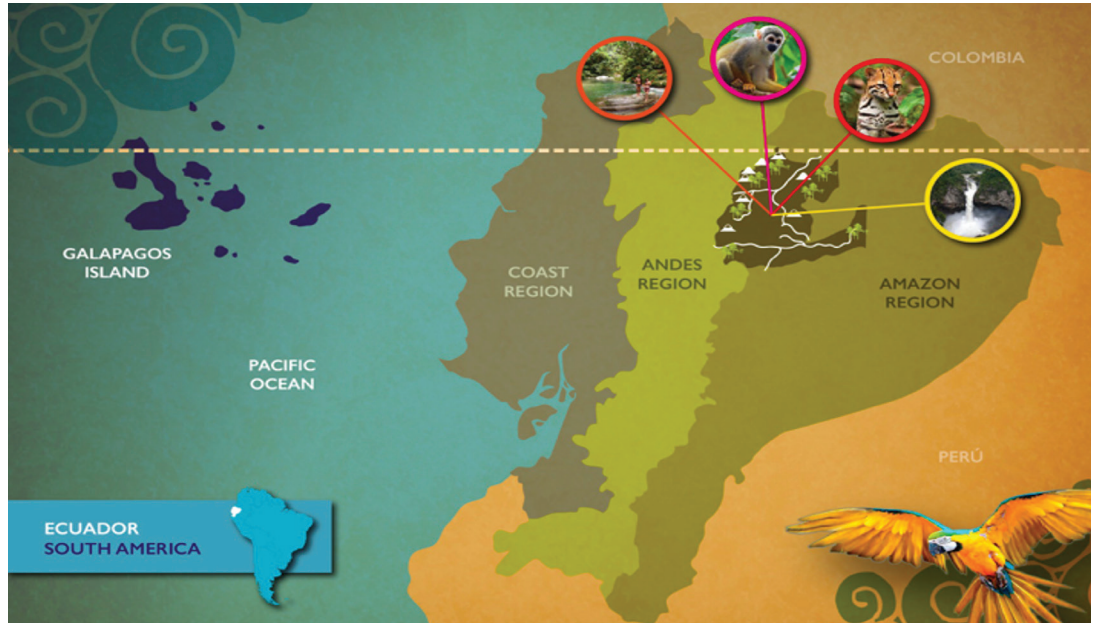 COLOMBIA
GALAPAGOS
ISLAND
COAST
REGION
ANDES
REGION
AMAZON
REGION
PACIFIC
OCEAN
PERÚ
ECUADOR
SOUTH AMERICA